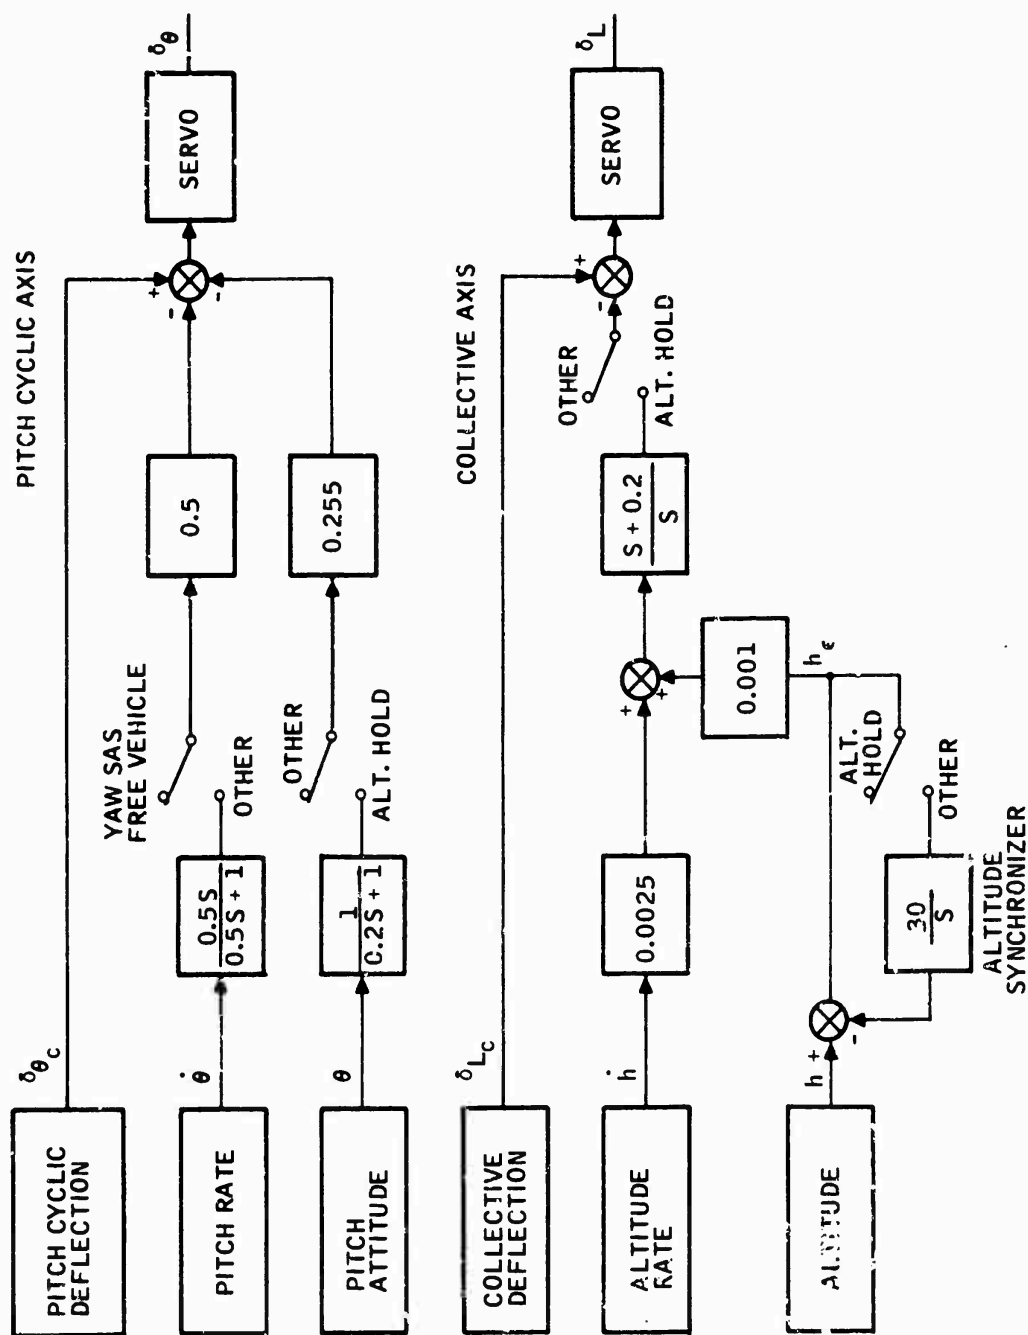 PITCH CYCLIC AXIS
PITCH CYCLIC
DEFLECTION
δθC
+
-
-
SERVO
δθ
PITCH RATE
θ̇
0.5S
0.5S + 1
YAW SAS
FREE VEHICLE
OTHER
0.5
PITCH
ATTITUDE
θ
1
0.2S + 1
OTHER
ALT. HOLD
0.255
COLLECTIVE AXIS
COLLECTIVE
DEFLECTION
δLC
+
-
SERVO
δL
OTHER
ALT. HOLD
ALTITUDE
RATE
ḣ
0.0025
+
+
S + 0.2
S
0.001
hε
ALTITUDE
h
+
-
ALT.
HOLD
OTHER
30
S
ALTITUDE
SYNCHRONIZER